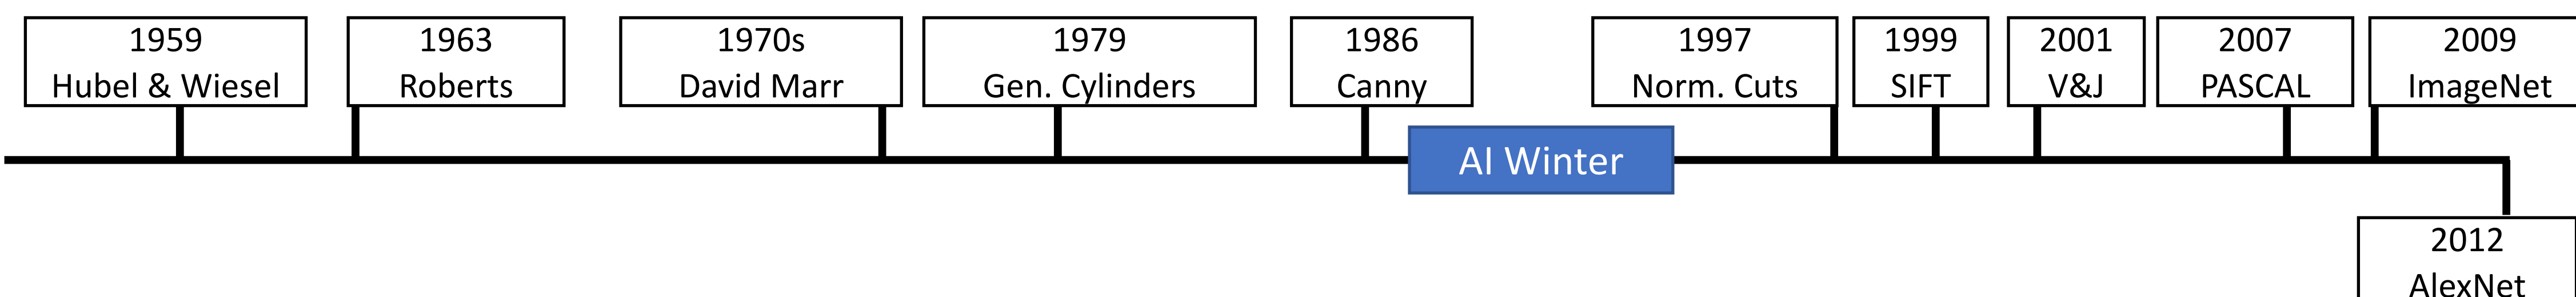 1959
Hubel & Wiesel
1963
Roberts
1970s
David Marr
1979
Gen. Cylinders
1986
Canny
AI Winter
1997
Norm. Cuts
1999
SIFT
2001
V&J
2007
PASCAL
2009
ImageNet
2012
AlexNet